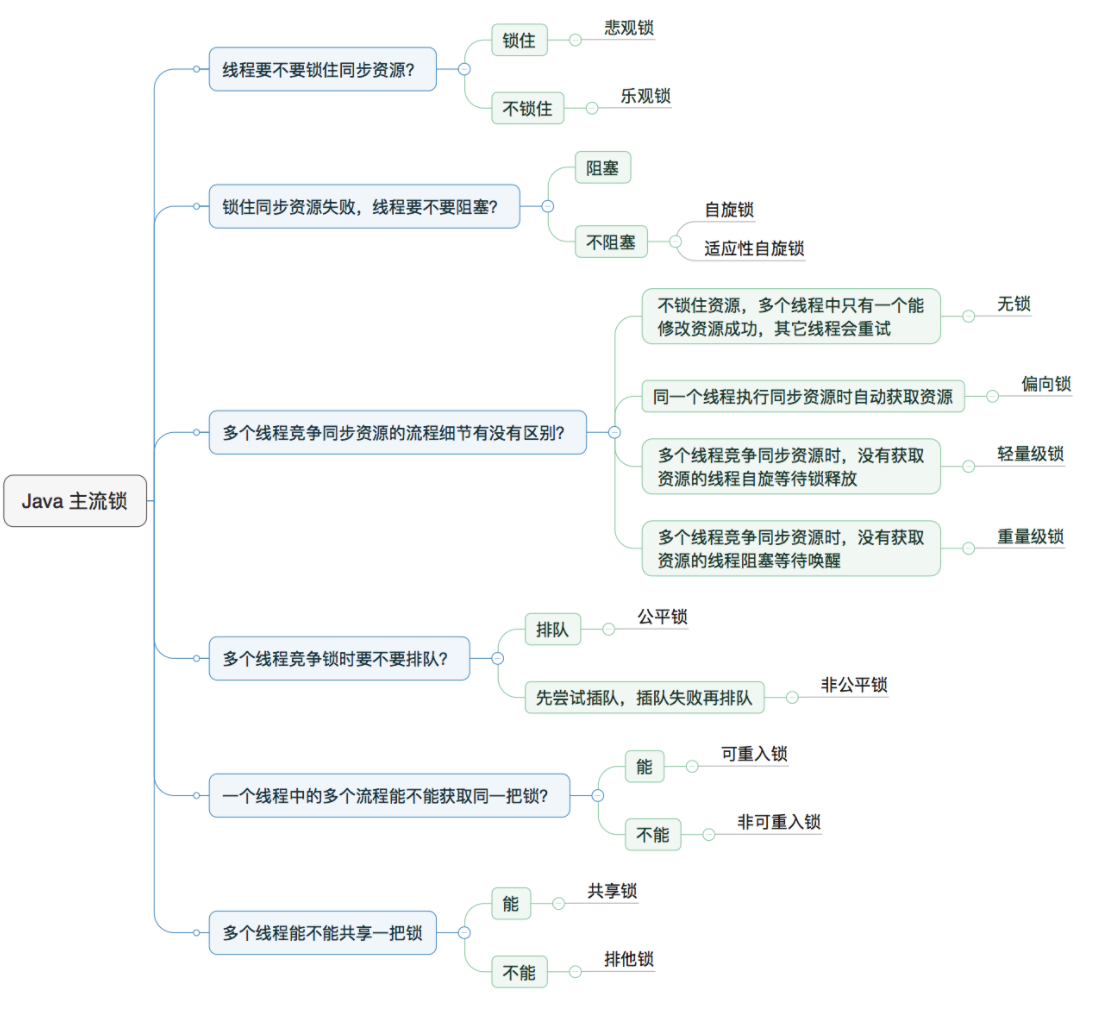 Java 主流锁
线程要不要锁住同步资源？
锁住
悲观锁
不锁住
乐观锁
锁住同步资源失败，线程要不要阻塞？
阻塞
不阻塞
自旋锁
适应性自旋锁
多个线程竞争同步资源的流程细节有没有区别？
不锁住资源，多个线程中只有一个能
修改资源成功，其它线程会重试
无锁
同一个线程执行同步资源时自动获取资源
偏向锁
多个线程竞争同步资源时，没有获取
资源的线程自旋等待锁释放
轻量级锁
多个线程竞争同步资源时，没有获取
资源的线程阻塞等待唤醒
重量级锁
多个线程竞争锁时要不要排队？
排队
公平锁
先尝试插队，插队失败再排队
非公平锁
一个线程中的多个流程能不能获取同一把锁？
能
可重入锁
不能
非可重入锁
多个线程能不能共享一把锁
能
共享锁
不能
排他锁